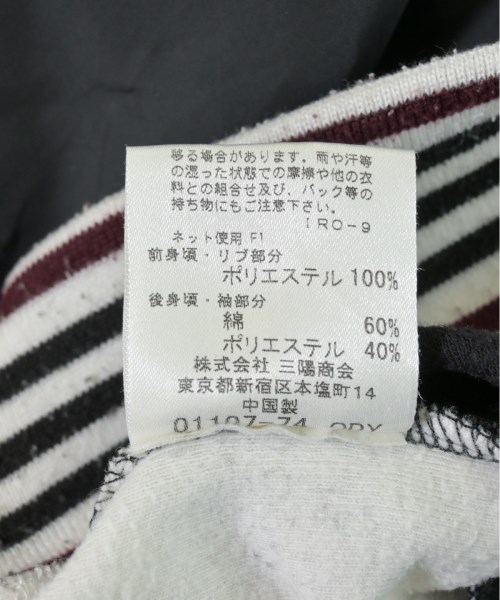 移る場合があります。雨や汗等
の湿った状態での摩擦や他の衣
料との組合せ及び、バック等の
持ち物にもご注意下さい。
IRO-9
ネット使用 F1
前身頃・リブ部分
ポリエステル 100%
後身頃・袖部分
綿 60%
ポリエステル 40%
株式会社 三陽商会
東京都新宿区本塩町14
中国製
01107-74